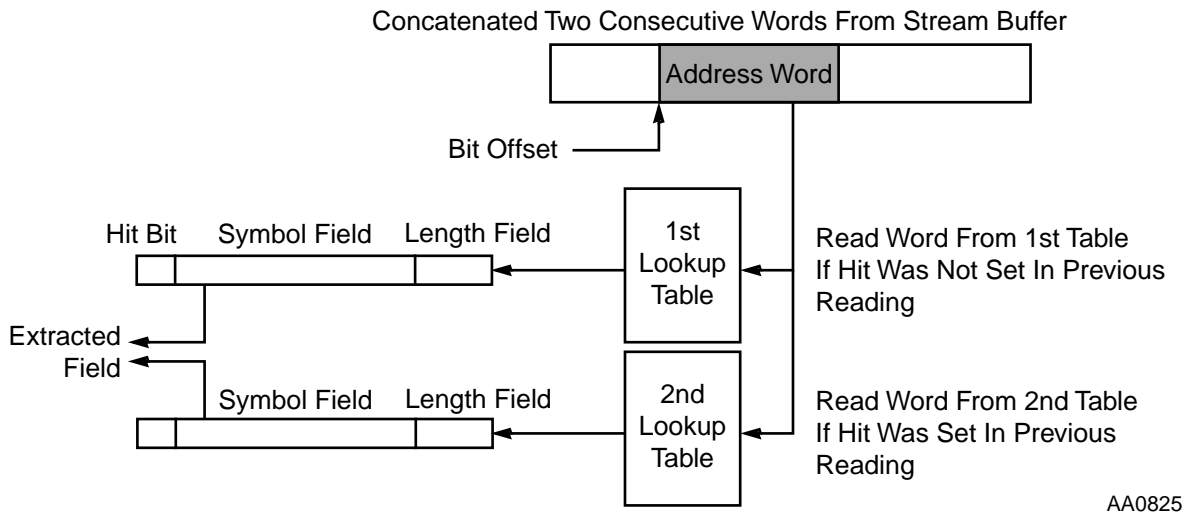 Concatenated Two Consecutive Words From Stream Buffer
Address Word
Bit Offset
Hit Bit
Symbol Field
Length Field
1st
Lookup
Table
Read Word From 1st Table
If Hit Was Not Set In Previous
Reading
Extracted
Field
Symbol Field
Length Field
2nd
Lookup
Table
Read Word From 2nd Table
If Hit Was Set In Previous
Reading
AA0825